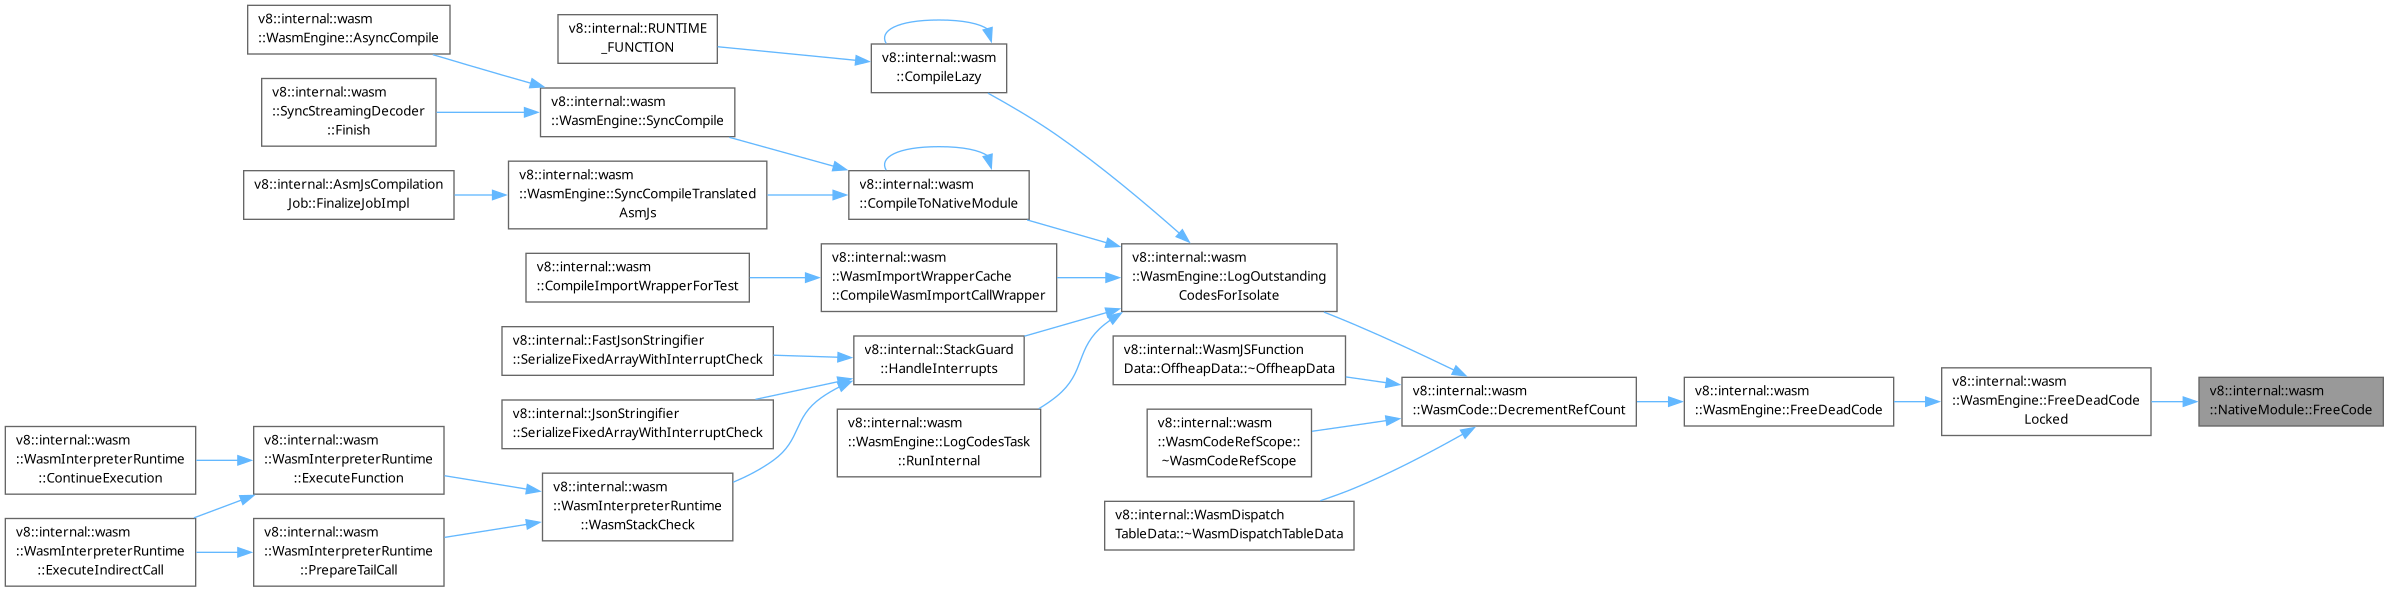 v8::internal::wasm
::WasmEngine::AsyncCompile
v8::internal::RUNTIME
_FUNCTION
v8::internal::wasm
::CompileLazy
v8::internal::wasm
::SyncStreamingDecoder
::Finish
v8::internal::wasm
::WasmEngine::SyncCompile
v8::internal::AsmJsCompilation
Job::FinalizeJobImpl
v8::internal::wasm
::WasmEngine::SyncCompileTranslated
AsmJs
v8::internal::wasm
::CompileToNativeModule
v8::internal::wasm
::CompileImportWrapperForTest
v8::internal::wasm
::WasmImportWrapperCache
::CompileWasmImportCallWrapper
v8::internal::wasm
::WasmEngine::LogOutstanding
CodesForIsolate
v8::internal::FastJsonStringifier
::SerializeFixedArrayWithInterruptCheck
v8::internal::StackGuard
::HandleInterrupts
v8::internal::WasmJSFunction
Data::OffheapData::~OffheapData
v8::internal::JsonStringifier
::SerializeFixedArrayWithInterruptCheck
v8::internal::wasm
::WasmEngine::LogCodesTask
::RunInternal
v8::internal::wasm
::WasmCodeRefScope::
~WasmCodeRefScope
v8::internal::wasm
::WasmCode::DecrementRefCount
v8::internal::wasm
::WasmEngine::FreeDeadCode
v8::internal::wasm
::WasmEngine::FreeDeadCode
Locked
v8::internal::wasm
::NativeModule::FreeCode
v8::internal::wasm
::WasmInterpreterRuntime
::ContinueExecution
v8::internal::wasm
::WasmInterpreterRuntime
::ExecuteFunction
v8::internal::wasm
::WasmInterpreterRuntime
::WasmStackCheck
v8::internal::WasmDispatch
TableData::~WasmDispatchTableData
v8::internal::wasm
::WasmInterpreterRuntime
::ExecuteIndirectCall
v8::internal::wasm
::WasmInterpreterRuntime
::PrepareTailCall